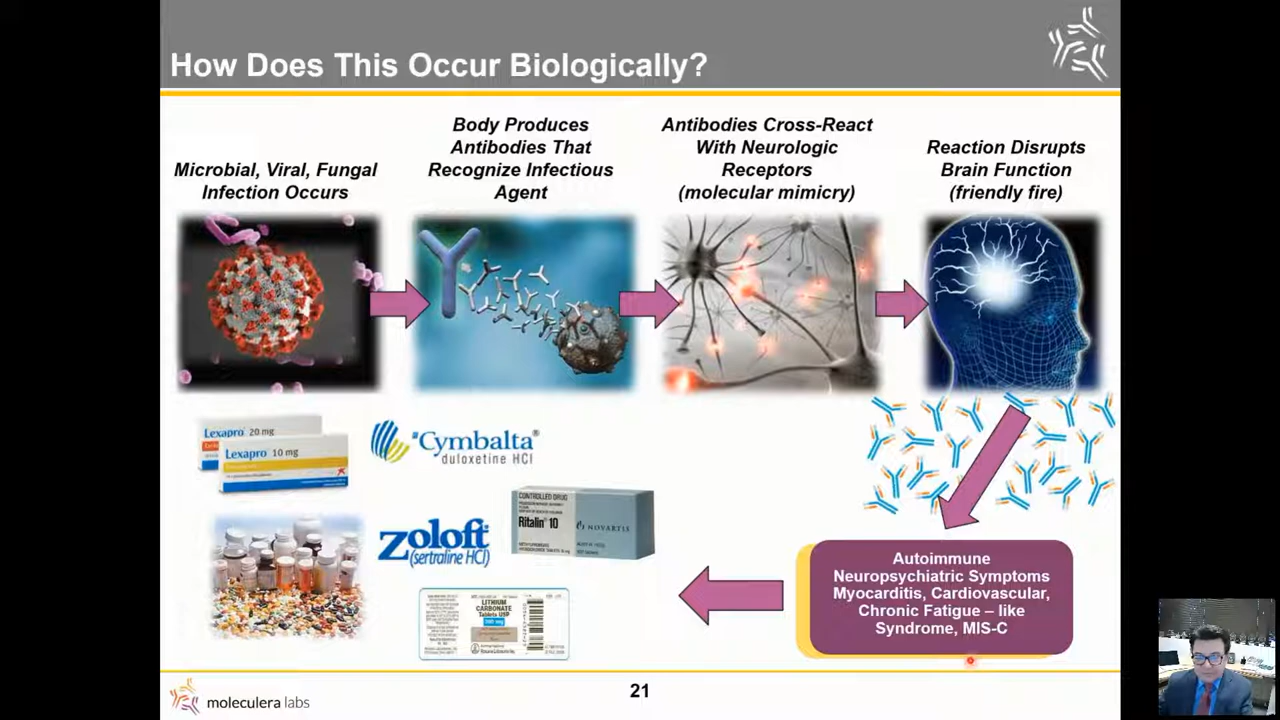 How Does This Occur Biologically?
Microbial, Viral, Fungal
Infection Occurs
Body Produces
Antibodies That
Recognize Infectious
Agent
Antibodies Cross-React
With Neurologic
Receptors
(molecular mimicry)
Reaction Disrupts
Brain Function
(friendly fire)
Lexapro 20 mg
Lexapro 10 mg
Cymbalta®
duloxetine HCl
CONTROLLED DRUG
Ritalin 10
NOVARTIS
Zoloft
(sertraline HCl)
LITHIUM
CARBONATE
Tablets USP
300 mg
Autoimmune
Neuropsychiatric Symptoms
Myocarditis, Cardiovascular,
Chronic Fatigue – like
Syndrome, MIS-C
moleculera labs
21